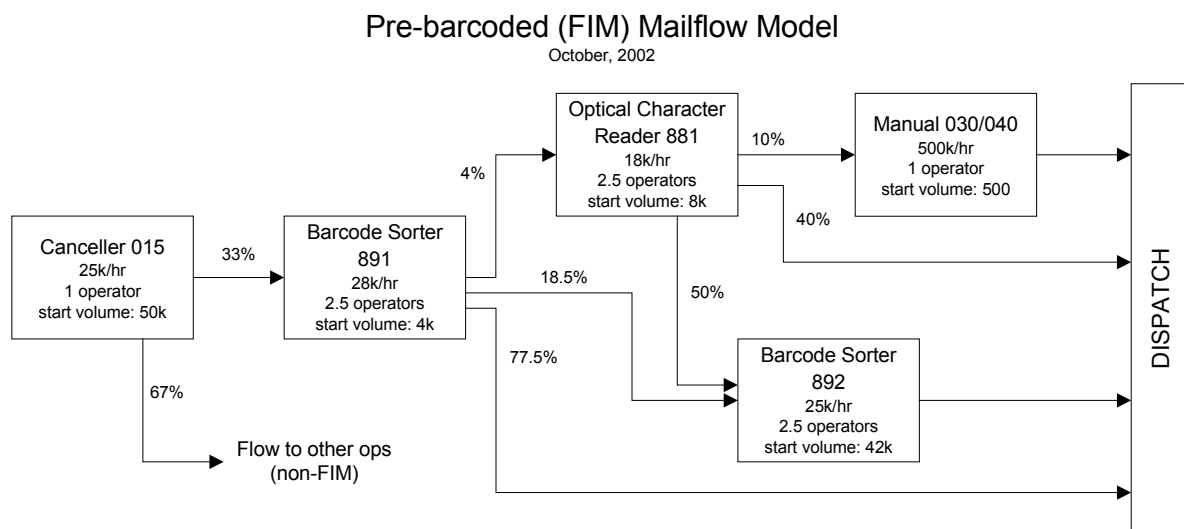 Pre-barcoded (FIM) Mailflow Model
October, 2002
Canceller 015
25k/hr
1 operator
start volume: 50k
33%
67%
Flow to other ops
(non-FIM)
Barcode Sorter
891
28k/hr
2.5 operators
start volume: 4k
4%
18.5%
77.5%
Optical Character
Reader 881
18k/hr
2.5 operators
start volume: 8k
10%
40%
50%
Manual 030/040
500k/hr
1 operator
start volume: 500
Barcode Sorter
892
25k/hr
2.5 operators
start volume: 42k
DISPATCH